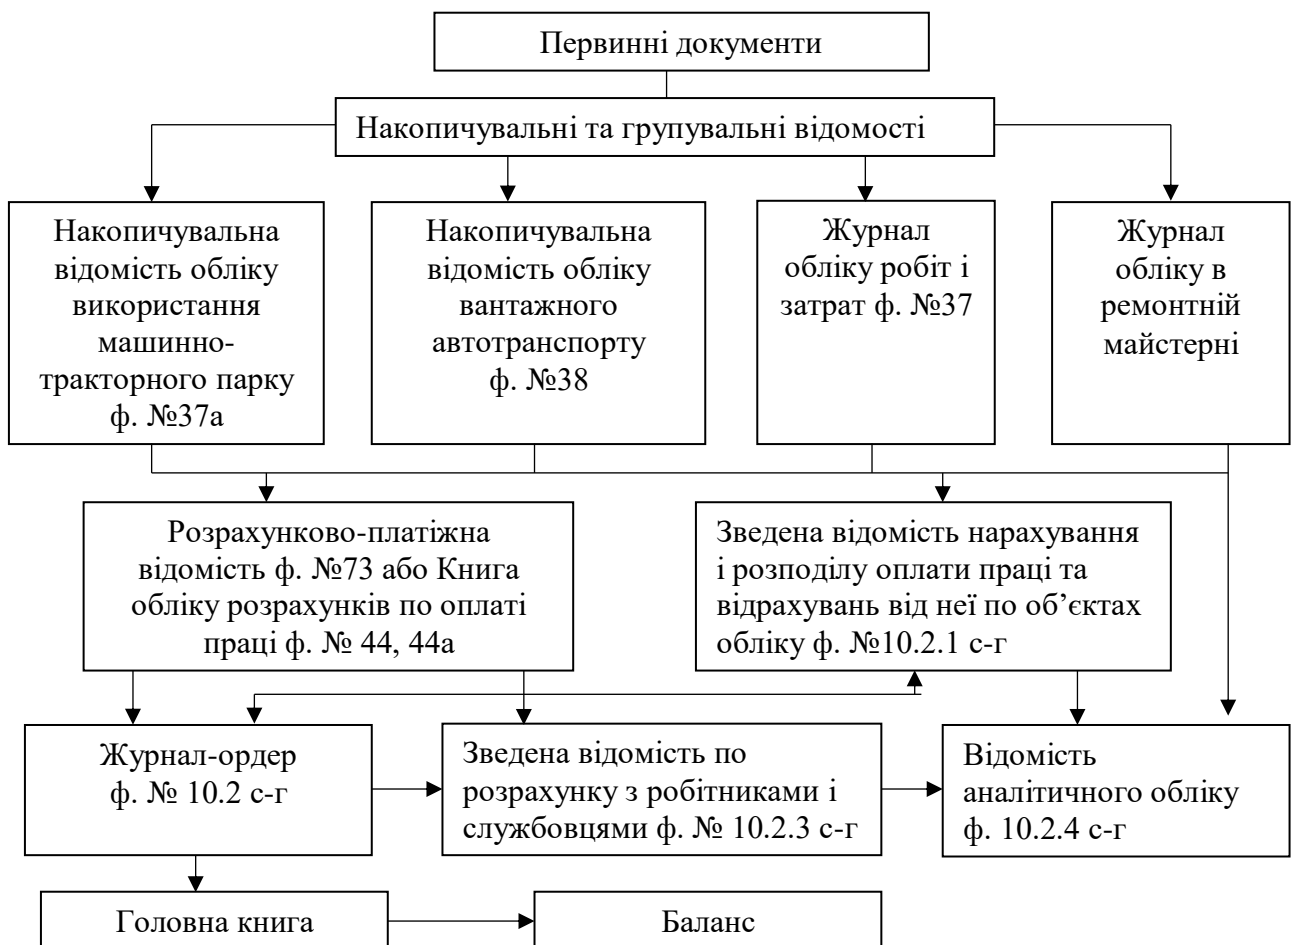 Первинні документи
Накопичувальні та групувальні відомості
Накопичувальна
відомість обліку
використання
машинно-
тракторного парку
ф. №37а
Накопичувальна
відомість обліку
вантажного
автотранспорту
ф. №38
Журнал
обліку робіт і
затрат ф. №37
Журнал
обліку в
ремонтній
майстерні
Розрахунково-платіжна
відомість ф. №73 або Книга
обліку розрахунків по оплаті
праці ф. № 44, 44а
Зведена відомість нарахування
і розподілу оплати праці та
відрахувань від неї по об’єктах
обліку ф. №10.2.1 с-г
Журнал-ордер
ф. № 10.2 с-г
Зведена відомість по
розрахунку з робітниками і
службовцями ф. № 10.2.3 с-г
Відомість
аналітичного обліку
ф. 10.2.4 с-г
Головна книга
Баланс